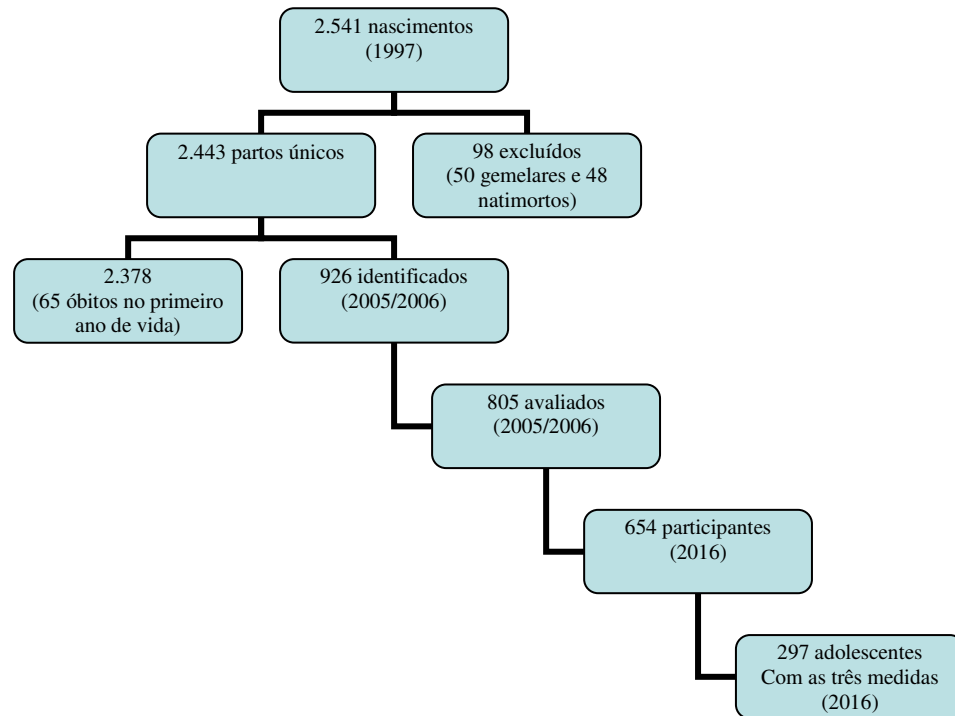 2.541 nascimentos
(1997)
2.443 partos únicos
98 excluídos
(50 gemelares e 48
natimortos)
2.378
(65 óbitos no primeiro
ano de vida)
926 identificados
(2005/2006)
805 avaliados
(2005/2006)
654 participantes
(2016)
297 adolescentes
Com as três medidas
(2016)